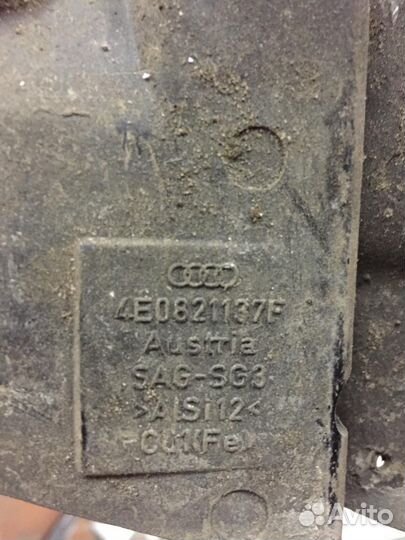 4E0821137F
Austria
SAG-SG3
>AlSi12<
Cu1(Fe)
Avito